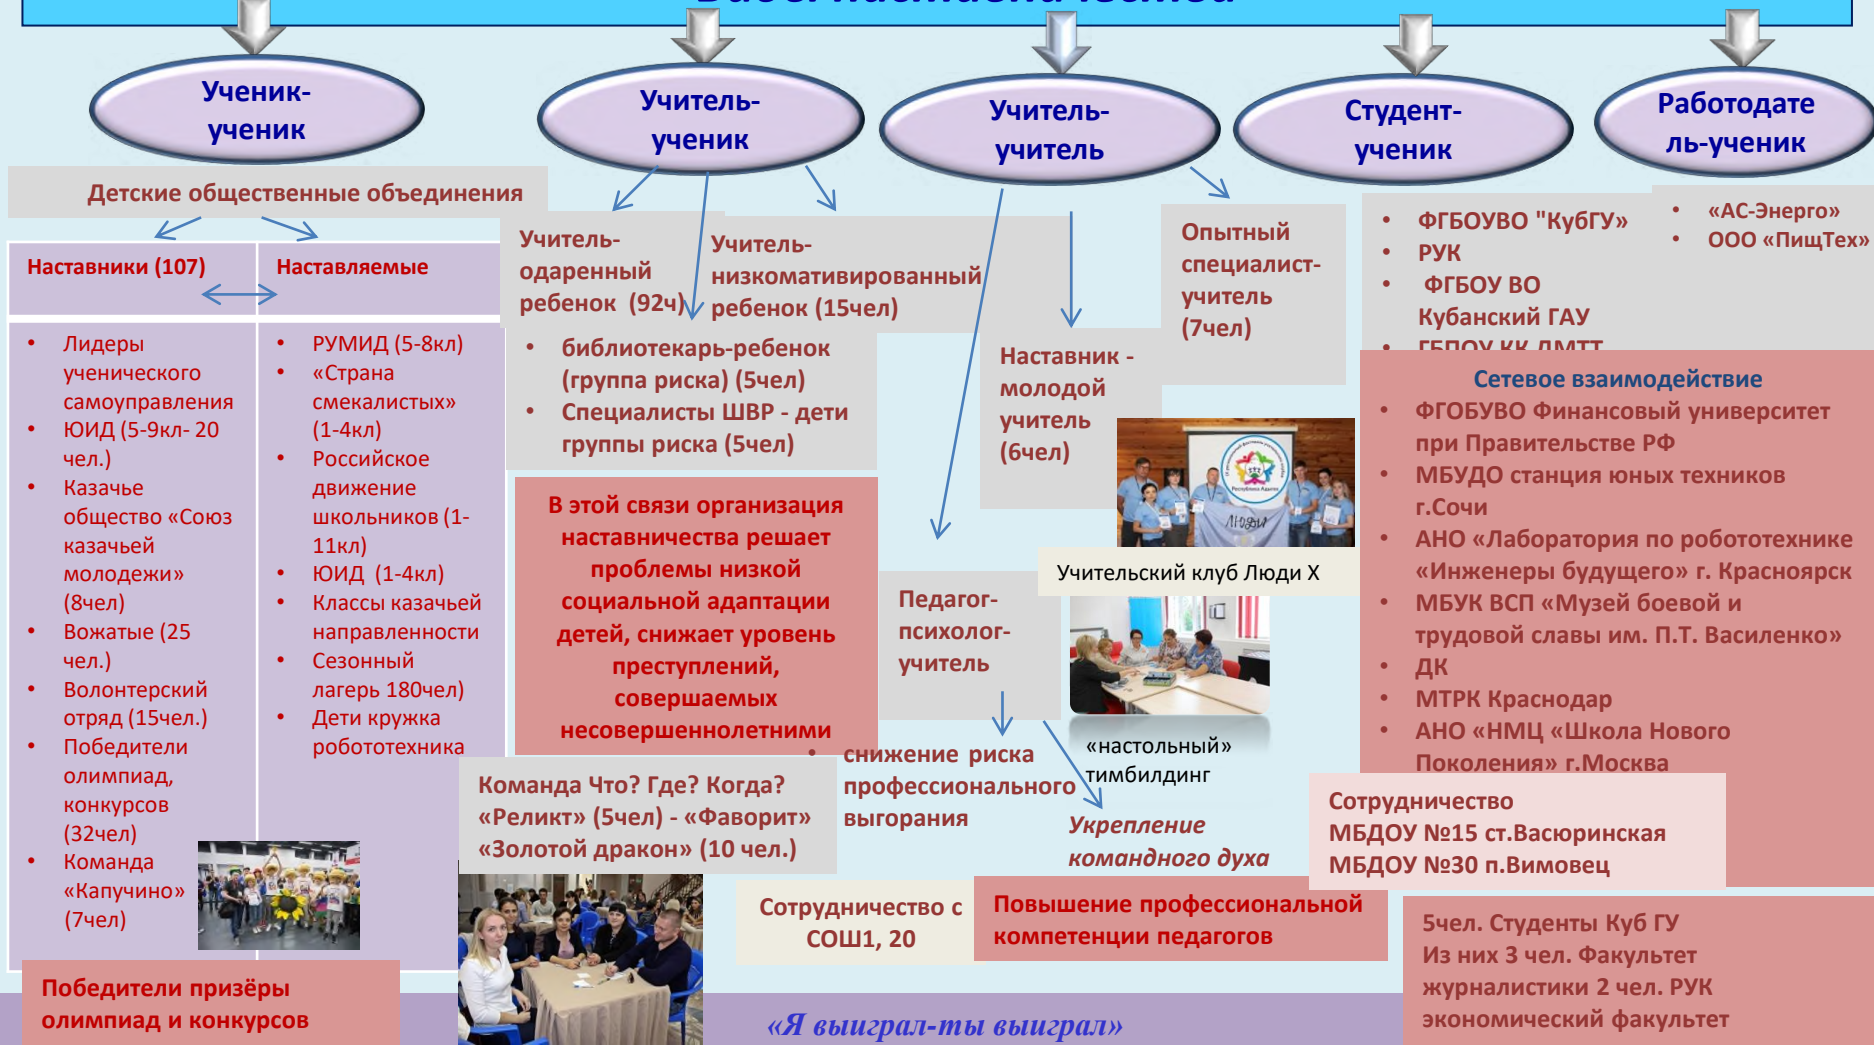 Виды наставничества
Ученик-
ученик
Учитель-
ученик
Учитель-
учитель
Студент-
ученик
Работодате
ль-ученик
Детские общественные объединения
Наставники (107)
Наставляемые
• Лидеры
ученического
самоуправления
• ЮИД (5-9кл- 20
чел.)
• Казачье
общество «Союз
казачьей
молодежи»
(8чел)
• Вожатые (25
чел.)
• Волонтерский
отряд (15чел.)
• Победители
олимпиад,
конкурсов
(32чел)
• Команда
«Капучино»
(7чел)
• РУМИД (5-8кл)
• «Страна
смекалистых»
(1-4кл)
• Российское
движение
школьников (1-
11кл)
• ЮИД (1-4кл)
• Классы казачьей
направленности
• Сезонный
лагерь 180чел)
• Дети кружка
робототехника
Победители призёры
олимпиад и конкурсов
Учитель-
одаренный
ребенок (92ч)
Учитель-
низкомативированный
ребенок (15чел)
• библиотекарь-ребенок
(группа риска) (5чел)
• Специалисты ШВР - дети
группы риска (5чел)
В этой связи организация
наставничества решает
проблемы низкой
социальной адаптации
детей, снижает уровень
преступлений,
совершаемых
несовершеннолетними
Команда Что? Где? Когда?
«Реликт» (5чел) - «Фаворит»
«Золотой дракон» (10 чел.)
Опытный
специалист-
учитель
(7чел)
Наставник -
молодой
учитель
(6чел)
Республика Адыгея
ЛЮДИ
Учительский клуб Люди Х
Педагог-
психолог-
учитель
«настольный»
тимбилдинг
• снижение риска
профессионального
выгорания
Укрепление
командного духа
Сотрудничество с
СОШ1, 20
Повышение профессиональной
компетенции педагогов
• ФГБОУВО "КубГУ»
• РУК
• ФГБОУ ВО
Кубанский ГАУ
• ГБПОУ КК ЛМТТ
• «АС-Энерго»
• ООО «ПищТех»
Сетевое взаимодействие
• ФГОБУВО Финансовый университет
при Правительстве РФ
• МБУДО станция юных техников
г.Сочи
• АНО «Лаборатория по робототехнике
«Инженеры будущего» г. Красноярск
• МБУК ВСП «Музей боевой и
трудовой славы им. П.Т. Василенко»
• ДК
• МТРК Краснодар
• АНО «НМЦ «Школа Нового
Поколения» г.Москва
Сотрудничество
МБДОУ №15 ст.Васюринская
МБДОУ №30 п.Вимовец
5чел. Студенты Куб ГУ
Из них 3 чел. Факультет
журналистики 2 чел. РУК
экономический факультет
«Я выиграл-ты выиграл»